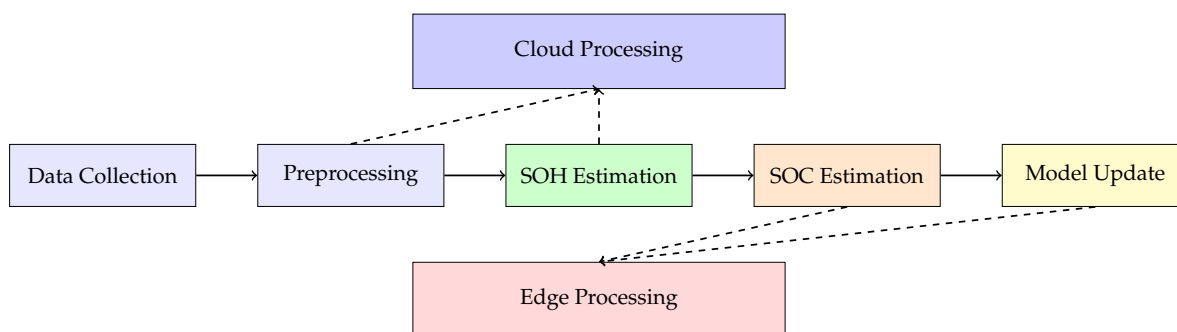 Cloud Processing
Data Collection
Preprocessing
SOH Estimation
SOC Estimation
Model Update
Edge Processing